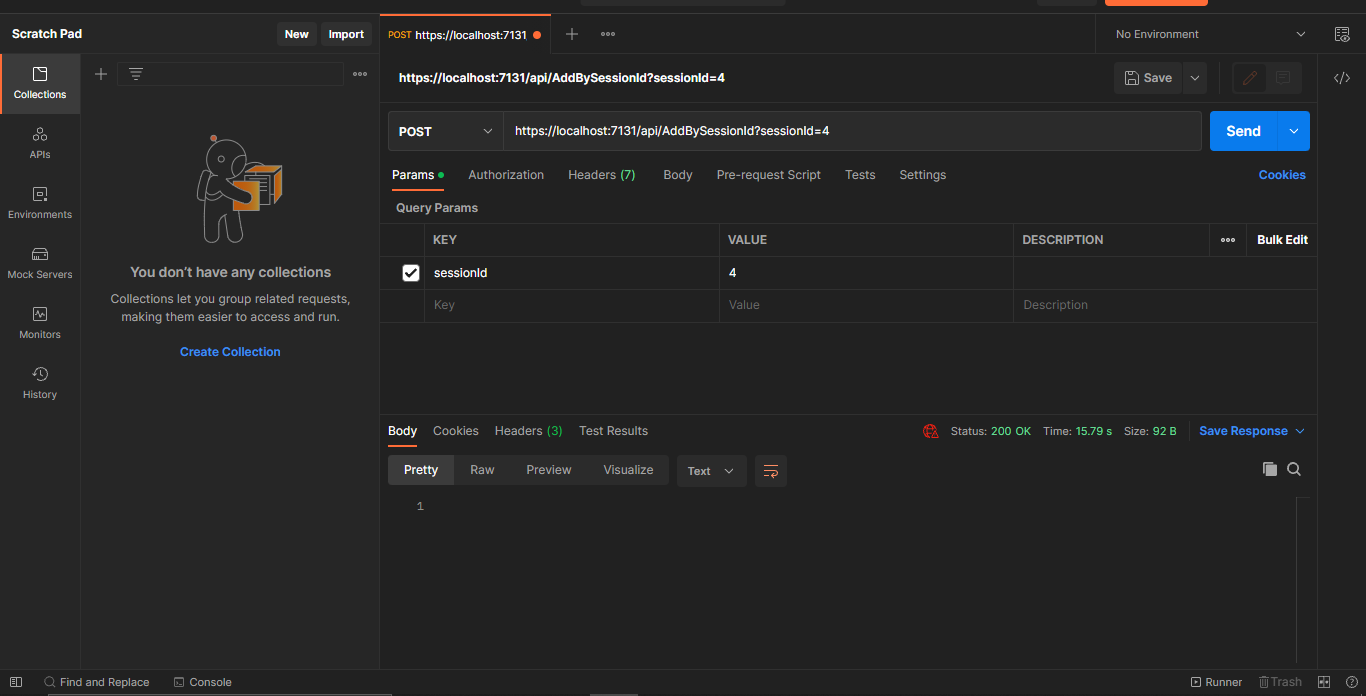 Scratch Pad
New
Import
POST https://localhost:7131
No Environment
Collections
APIs
Environments
Mock Servers
Monitors
History
You don't have any collections
Collections let you group related requests,
making them easier to access and run.
Create Collection
https://localhost:7131/api/AddBySessionId?sessionId=4
Save
POST
https://localhost:7131/api/AddBySessionId?sessionId=4
Send
Params
Authorization
Headers (7)
Body
Pre-request Script
Tests
Settings
Cookies
Query Params
KEY
VALUE
DESCRIPTION
Bulk Edit
sessionId
4
Key
Value
Description
Body
Cookies
Headers (3)
Test Results
Status: 200 OK
Time: 15.79 s
Size: 92 B
Save Response
Pretty
Raw
Preview
Visualize
Text
1
Find and Replace
Console
Runner
Trash